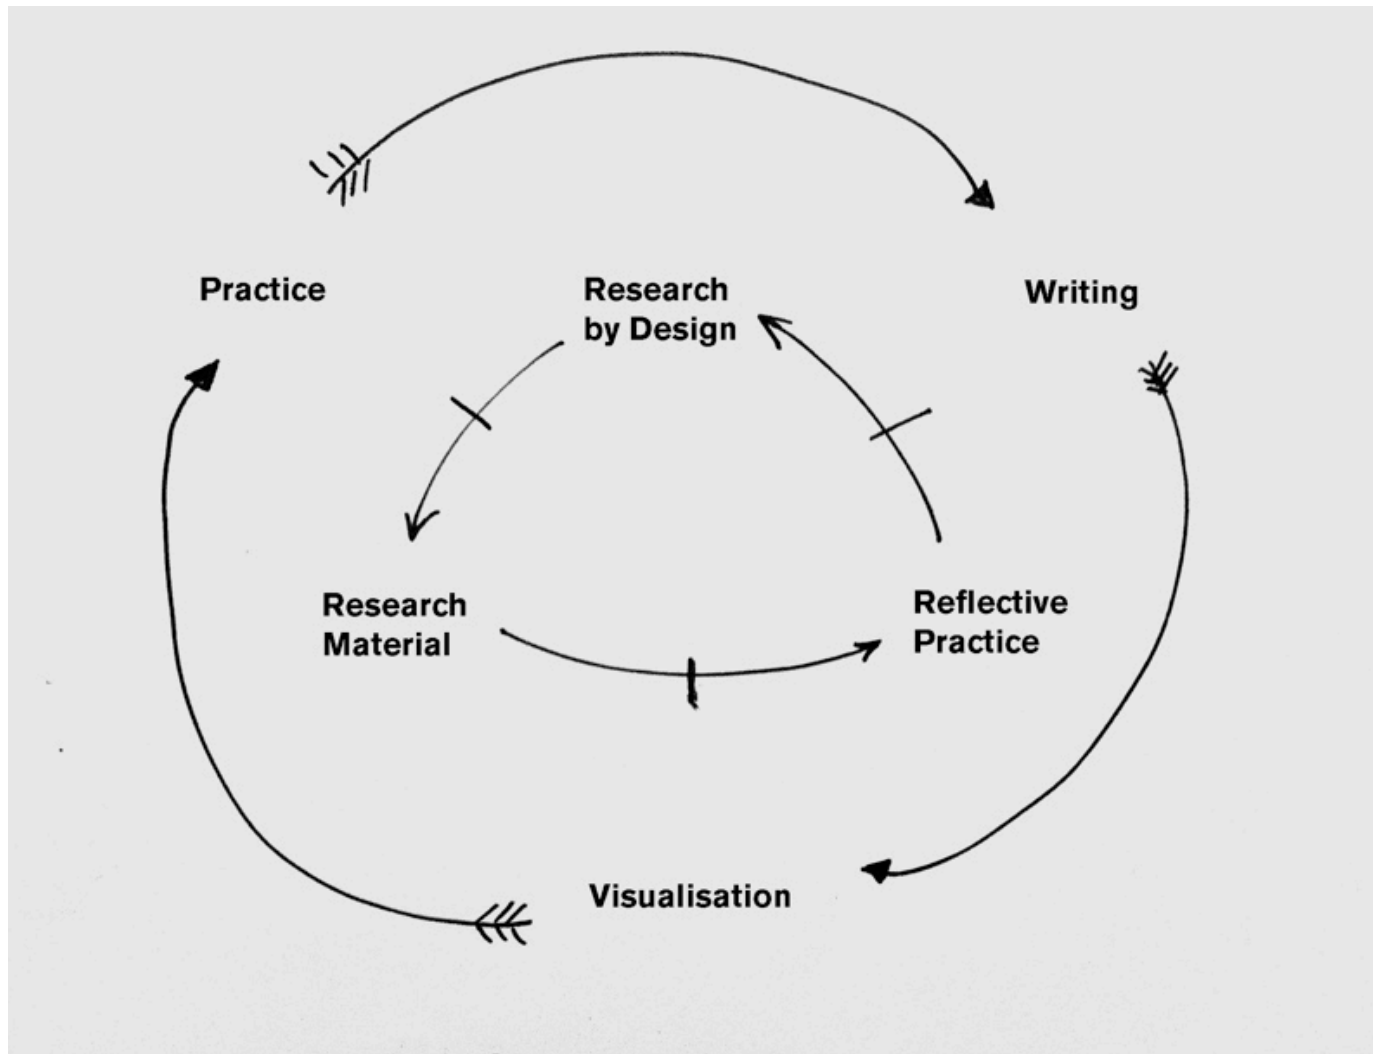 Practice
Research
by Design
Writing
Research
Material
Reflective
Practice
Visualisation